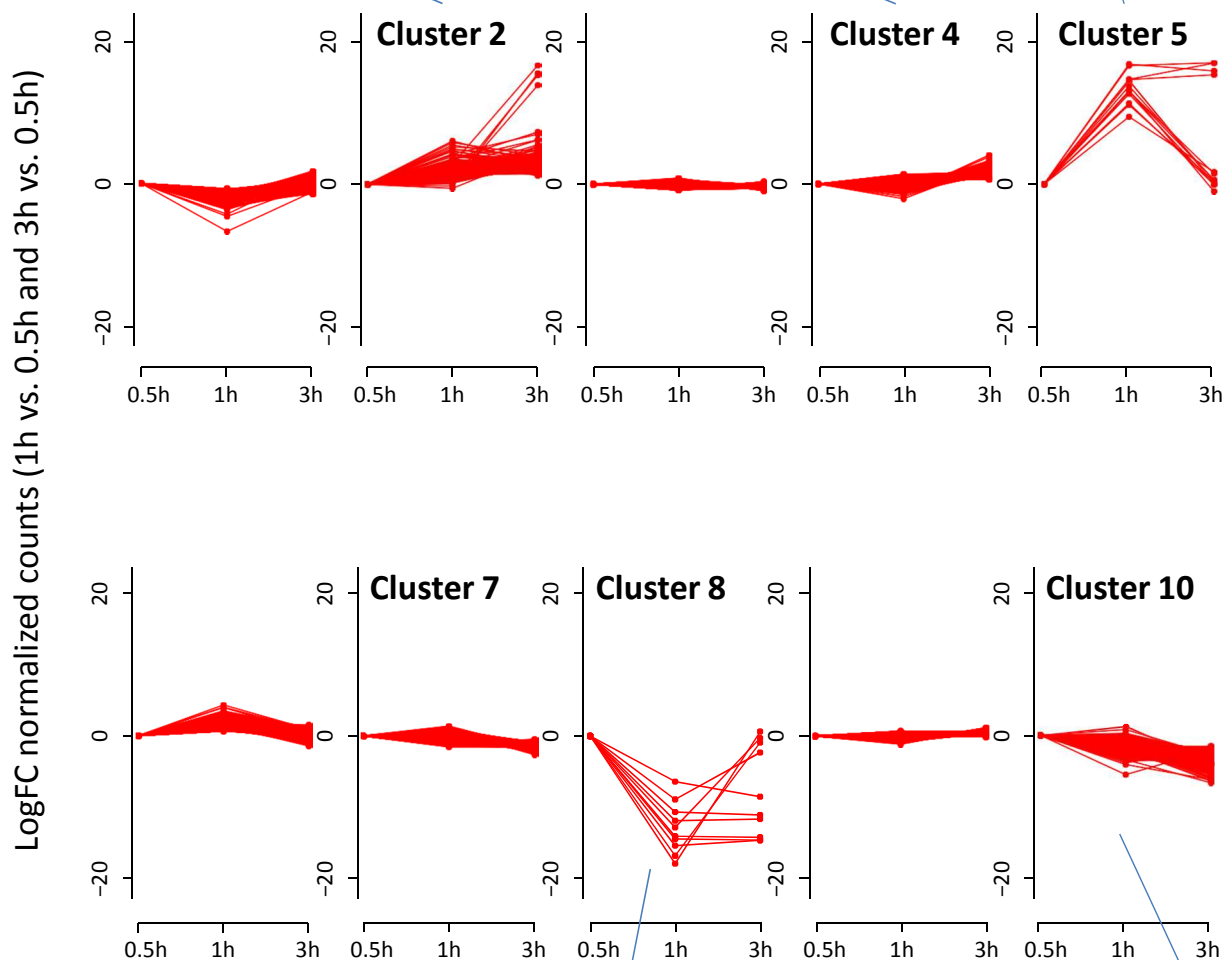 LogFC normalized counts (1h vs. 0.5h and 3h vs. 0.5h)
Cluster 2
Cluster 4
Cluster 5
20 20 20 20 20
0 0 0 0 0
−20 −20 −20 −20 −20
0.5h 1h 3h 0.5h 1h 3h 0.5h 1h 3h 0.5h 1h 3h 0.5h 1h 3h
Cluster 7
Cluster 8
Cluster 10
20 20 20 20 20
0 0 0 0 0
−20 −20 −20 −20 −20
0.5h 1h 3h 0.5h 1h 3h 0.5h 1h 3h 0.5h 1h 3h 0.5h 1h 3h